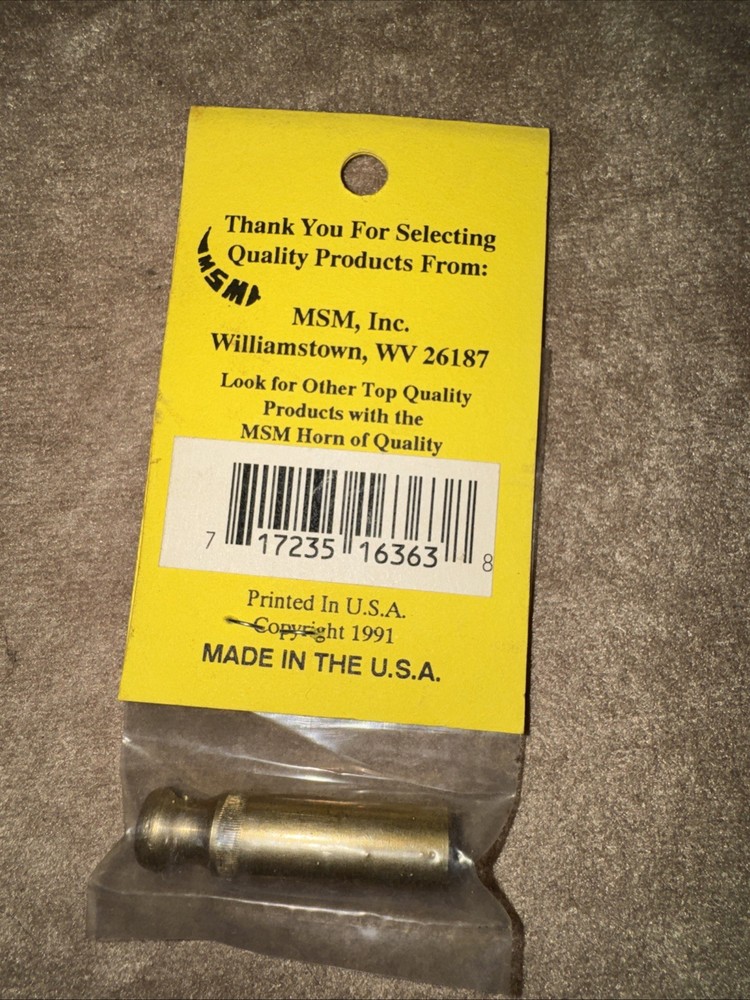 Thank You For Selecting
Quality Products From:
MSM
MSM, Inc.
Williamstown, WV 26187
Look for Other Top Quality
Products with the
MSM Horn of Quality
7 17235 16363 8
Printed In U.S.A.
Copyright 1991
MADE IN THE U.S.A.